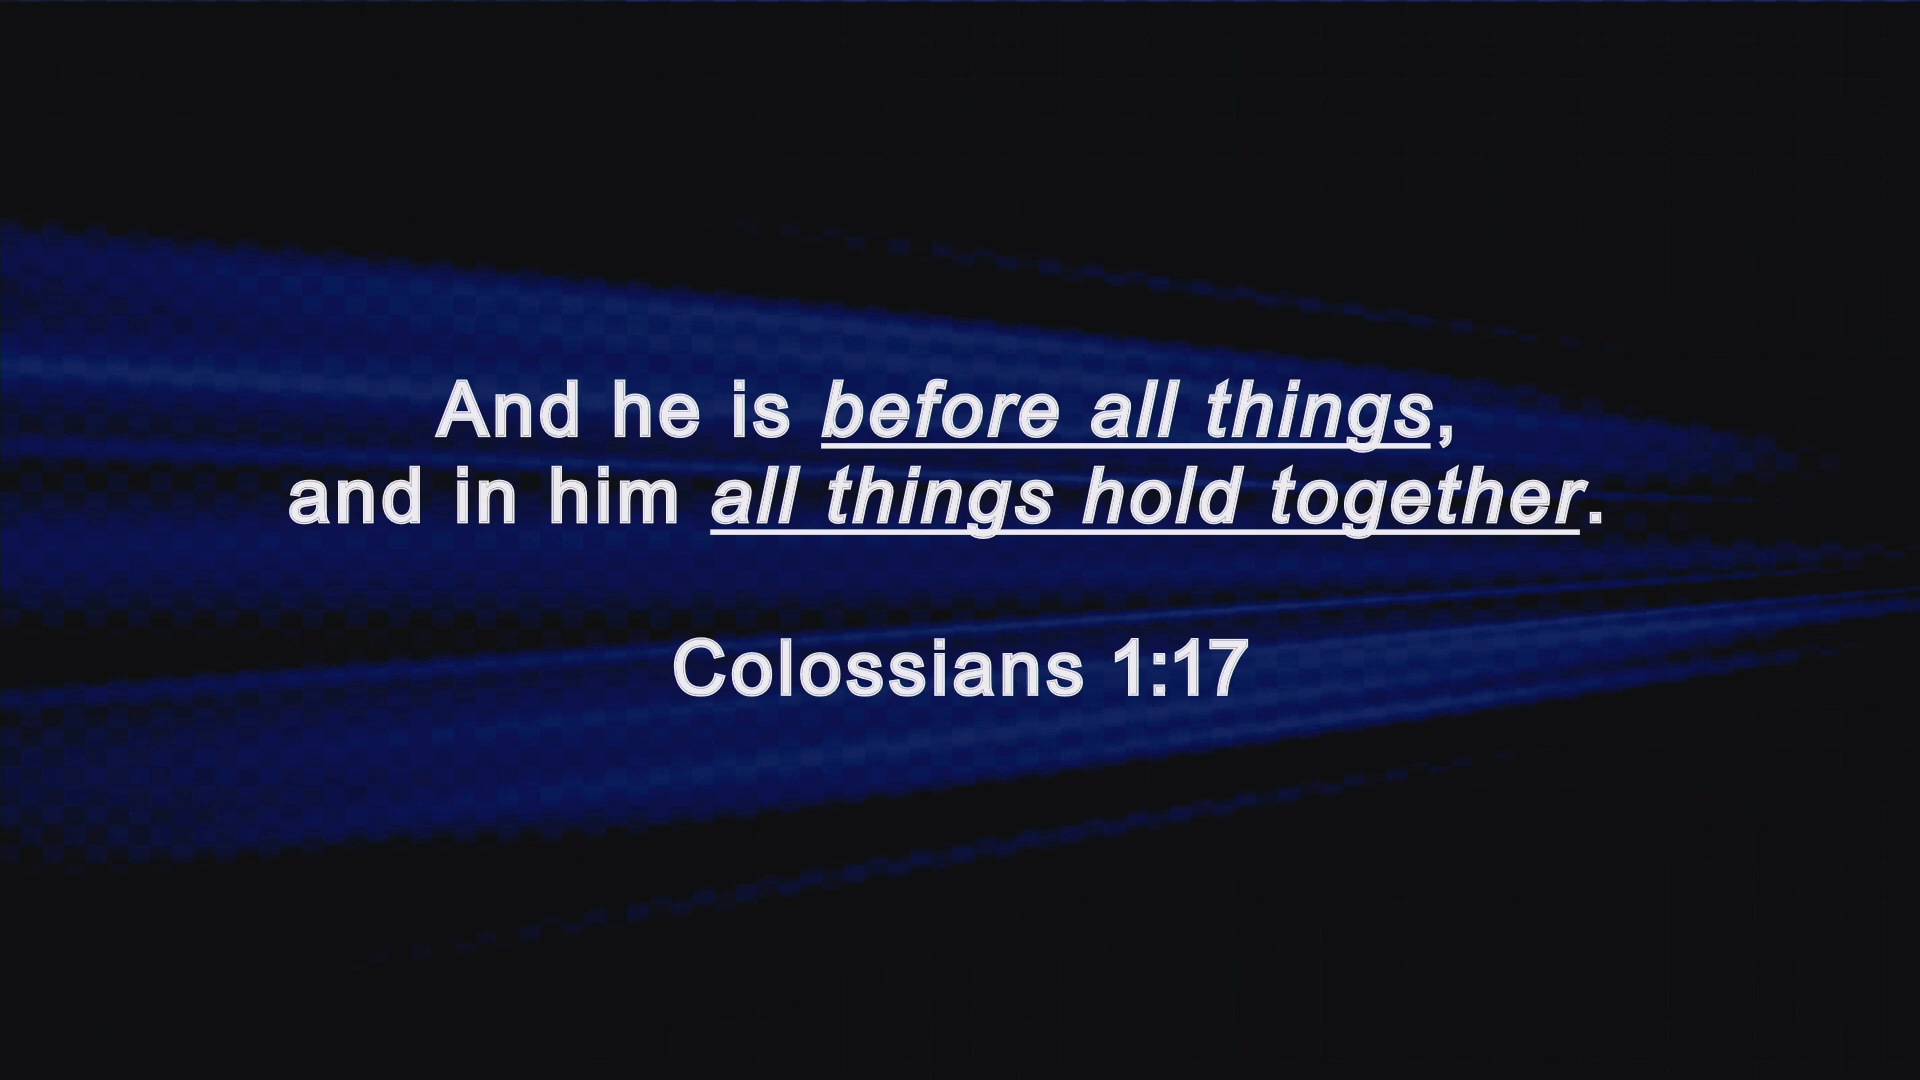 And he is before all things,
and in him all things hold together.
Colossians 1:17